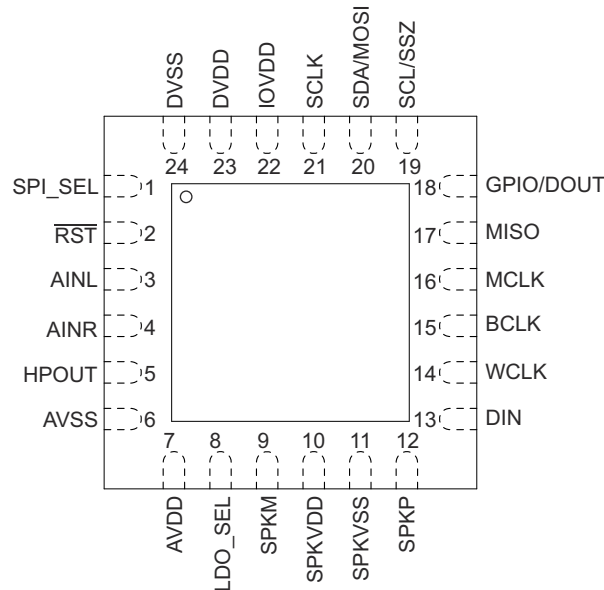 DVSS
DVDD
IOVDD
SCLK
SDA/MOSI
SCL/SSZ
24
23
22
21
20
19
SPI_SEL 1
RST 2
AINL 3
AINR 4
HPOUT 5
AVSS 6
18 GPIO/DOUT
17 MISO
16 MCLK
15 BCLK
14 WCLK
13 DIN
7
8
9
10
11
12
AVDD
LDO_SEL
SPKM
SPKVDD
SPKVSS
SPKP